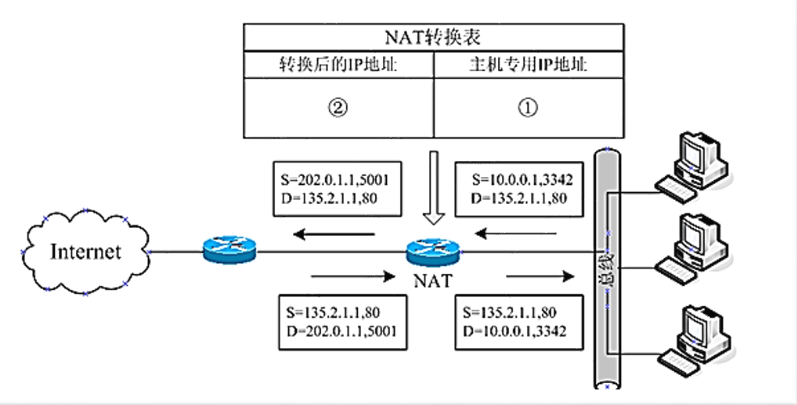 NAT转换表
转换后的IP地址
主机专用IP地址
②
①
S=202.0.1.1,5001
D=135.2.1.1,80
S=10.0.0.1,3342
D=135.2.1.1,80
Internet
NAT
总线
S=135.2.1.1,80
D=202.0.1.1,5001
S=135.2.1.1,80
D=10.0.0.1,3342